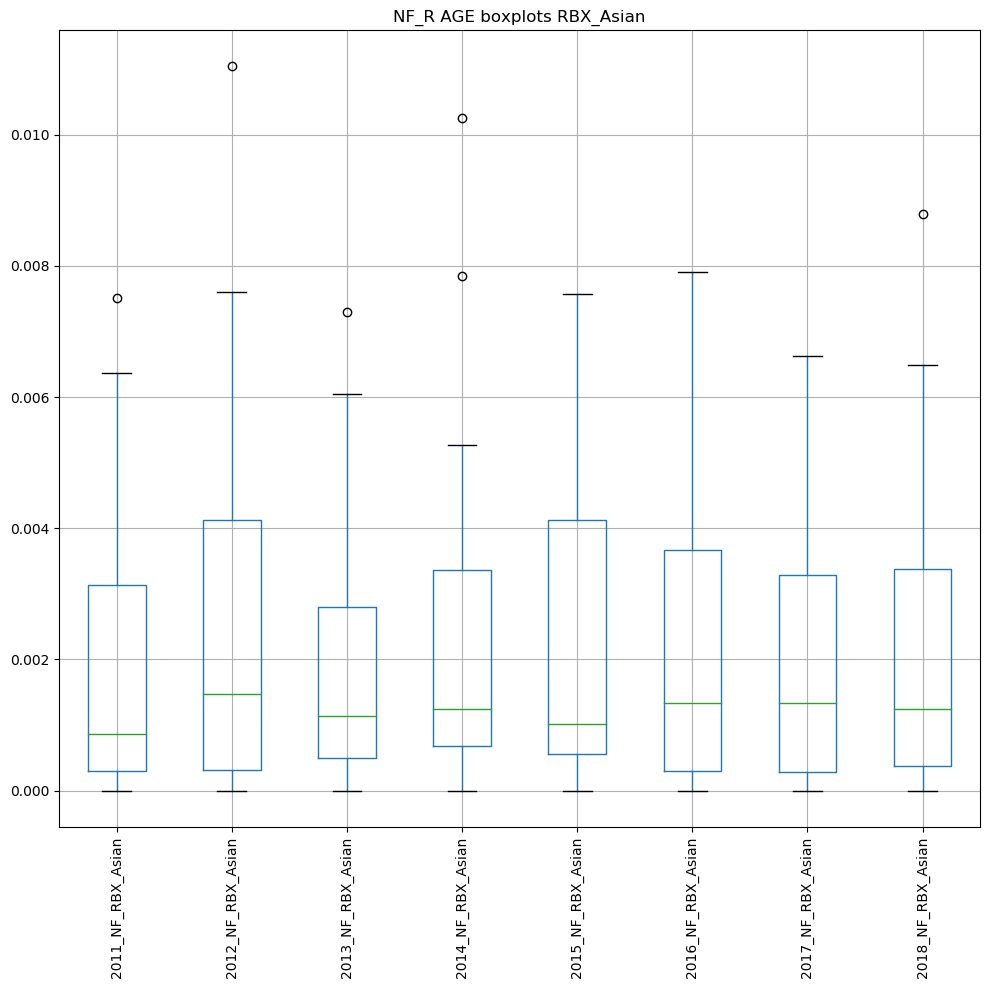 NF_R AGE boxplots RBX_Asian
0.010
0.008
0.006
0.004
0.002
0.000
2011_NF_RBX_Asian
2012_NF_RBX_Asian
2013_NF_RBX_Asian
2014_NF_RBX_Asian
2015_NF_RBX_Asian
2016_NF_RBX_Asian
2017_NF_RBX_Asian
2018_NF_RBX_Asian